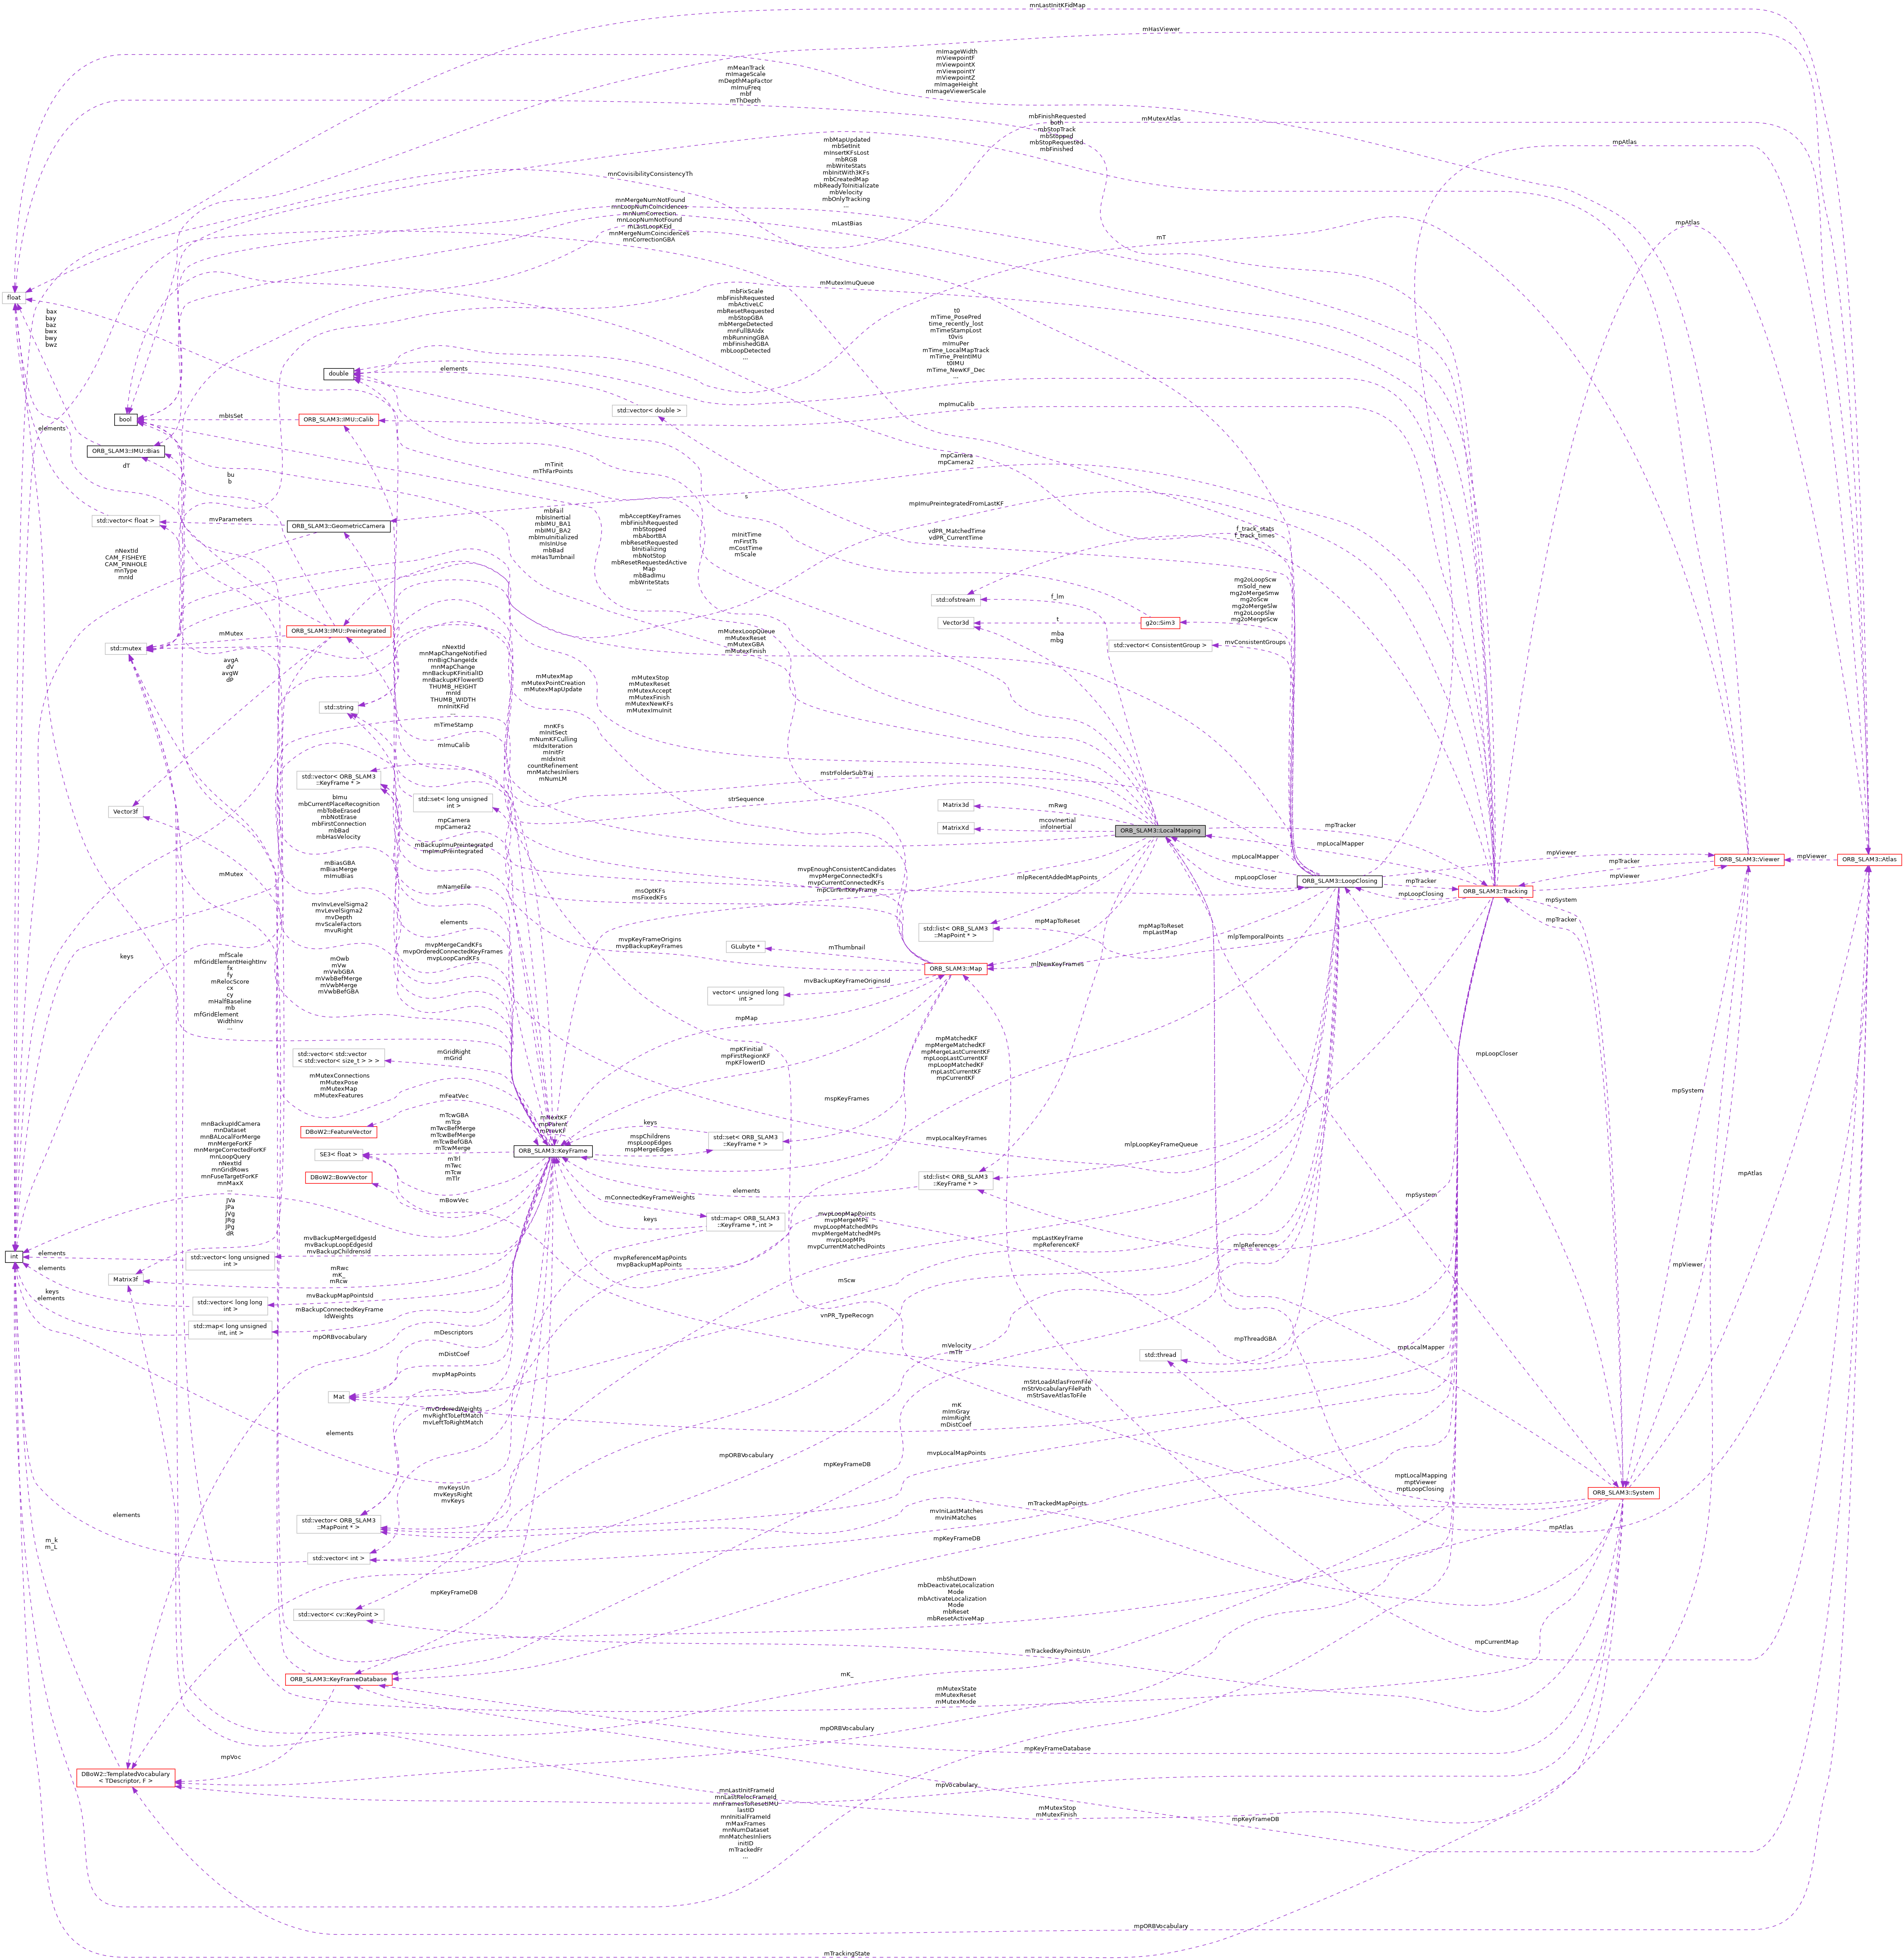 mnLastInitKFidMap
mHasViewer
mImageWidth
mViewpointF
mViewpointX
mViewpointY
mViewpointZ
mImageHeight
mImageViewerScale
mMeanTrack
mImageScale
mDepthMapFactor
mImuFreq
mbf
mThDepth
mbFinishRequested
both
mbStopTrack
mbStopped
mbStopRequested
mbFinished
mMutexAtlas
mpAtlas
mbMapUpdated
mbSetInit
mInsertKFsLost
mbRGB
mbWriteStats
mbInitWith3KFs
mbCreatedMap
mbReadyToInitializate
mbVelocity
mbOnlyTracking
...
mnCovisibilityConsistencyTh
mnMergeNumNotFound
mnLoopNumCoincidences
mnNumCorrection
mnLoopNumNotFound
mLastLoopKFid
mnMergeNumCoincidences
mnCorrectionGBA
mLastBias
mpAtlas
mT
mMutexImuQueue
float
bax
bay
baz
bwx
bwy
bwz
mbFixScale
mbFinishRequested
mbActiveLC
mbResetRequested
mbStopGBA
mbMergeDetected
mnFullBAIdx
mbRunningGBA
mbFinishedGBA
mbLoopDetected
...
t0
mTime_PosePred
time_recently_lost
mTimeStampLost
t0vis
mImuPer
mTime_LocalMapTrack
mTime_PreIntIMU
t0IMU
mTime_NewKF_Dec
...
double
elements
std::vector< double >
mpImuCalib
bool
mbIsSet
ORB_SLAM3::IMU::Calib
elements
ORB_SLAM3::IMU::Bias
dT
bu
b
mTinit
mThFarPoints
mpCamera
mpCamera2
s
mpImuPreintegratedFromLastKF
std::vector< float >
mvParameters
ORB_SLAM3::GeometricCamera
mbFail
mbIsInertial
mbIMU_BA1
mbIMU_BA2
mbImuInitialized
mIsInUse
mbBad
mHasTumbnail
mbAcceptKeyFrames
mbFinishRequested
mbStopped
mbAbortBA
mbResetRequested
bInitializing
mbNotStop
mbResetRequestedActive
Map
mbBadImu
mbWriteStats
...
mInitTime
mFirstTs
mCostTime
mScale
vdPR_MatchedTime
vdPR_CurrentTime
f_track_stats
f_track_times
nNextId
CAM_FISHEYE
CAM_PINHOLE
mnType
mnId
std::ofstream
f_lm
Vector3d
t
g2o::Sim3
mg2oLoopScw
mSold_new
mg2oMergeSmw
mg2oScw
mg2oMergeSlw
mg2oLoopSlw
mg2oMergeScw
ORB_SLAM3::IMU::Preintegrated
std::mutex
mMutex
mba
mbg
std::vector< ConsistentGroup >
mvConsistentGroups
mMutexLoopQueue
mMutexReset
mMutexGBA
mMutexFinish
avgA
dV
avgW
dP
nNextId
mnMapChangeNotified
mnBigChangeIdx
mnMapChange
mnBackupKFinitialID
mnBackupKFlowerID
THUMB_HEIGHT
mnId
THUMB_WIDTH
mnInitKFid
...
mMutexMap
mMutexPointCreation
mMutexMapUpdate
mMutexStop
mMutexReset
mMutexAccept
mMutexFinish
mMutexNewKFs
mMutexImuInit
std::string
mTimeStamp
mImuCalib
mnKFs
mInitSect
mNumKFCulling
mIdxIteration
mInitFr
mIdxInit
countRefinement
mnMatchesInliers
mNumLM
mstrFolderSubTraj
strSequence
std::vector< ORB_SLAM3
::KeyFrame * >
std::set< long unsigned
int >
Vector3f
bImu
mbCurrentPlaceRecognition
mbToBeErased
mbNotErase
mbFirstConnection
mbBad
mbHasVelocity
mpCamera
mpCamera2
mBackupImuPreintegrated
mpImuPreintegrated
Matrix3d
mRwg
MatrixXd
mcovInertial
infoInertial
ORB_SLAM3::LocalMapping
mpTracker
mpLocalMapper
mMutex
mBiasGBA
mBiasMerge
mImuBias
mNameFile
msOptKFs
msFixedKFs
mvpEnoughConsistentCandidates
mvpMergeConnectedKFs
mvpCurrentConnectedKFs
mpCurrentKeyFrame
mlpRecentAddedMapPoints
mpLocalMapper
mpLoopCloser
ORB_SLAM3::LoopClosing
mpTracker
mpLoopClosing
ORB_SLAM3::Tracking
mpViewer
mpTracker
mpViewer
ORB_SLAM3::Viewer
mpViewer
ORB_SLAM3::Atlas
mpSystem
mpTracker
mvInvLevelSigma2
mvLevelSigma2
mvDepth
mvScaleFactors
mvuRight
elements
mvpMergeCandKFs
mvpOrderedConnectedKeyFrames
mvpLoopCandKFs
mvpKeyFrameOrigins
mvpBackupKeyFrames
std::list< ORB_SLAM3
::MapPoint * >
mpMapToReset
mpMapToReset
mpLastMap
mlpTemporalPoints
GLubyte *
mThumbnail
ORB_SLAM3::Map
mlNewKeyFrames
keys
mfScale
mfGridElementHeightInv
fx
fy
mRelocScore
cx
cy
mHalfBaseline
mb
mfGridElement
WidthInv
...
mOwb
mVw
mVwbGBA
mVwbBefMerge
mVwbMerge
mVwbBefGBA
vector< unsigned long
int >
mvBackupKeyFrameOriginsId
mpMap
std::vector< std::vector
< std::vector< size_t > > >
mGridRight
mGrid
mpKFinitial
mpFirstRegionKF
mpKFlowerID
mpMatchedKF
mpMergeMatchedKF
mpMergeLastCurrentKF
mpLoopLastCurrentKF
mpLoopMatchedKF
mpLastCurrentKF
mpCurrentKF
mpLoopCloser
mpSystem
mMutexConnections
mMutexPose
mMutexMap
mMutexFeatures
mspKeyFrames
mFeatVec
DBoW2::FeatureVector
mNextKF
mpParent
mPrevKF
ORB_SLAM3::KeyFrame
keys
std::set< ORB_SLAM3
::KeyFrame * >
mspChildrens
mspLoopEdges
mspMergeEdges
mvpLocalKeyFrames
mlpLoopKeyFrameQueue
mnBackupIdCamera
mnDataset
mnBALocalForMerge
mnMergeForKF
mnMergeCorrectedForKF
mnLoopQuery
nNextId
mnGridRows
mnFuseTargetForKF
mnMaxX
...
SE3< float >
mTcwGBA
mTcp
mTwcBefMerge
mTcwBefMerge
mTcwBefGBA
mTcwMerge
mTrl
mTwc
mTcw
mTlr
DBoW2::BowVector
mBowVec
std::list< ORB_SLAM3
::KeyFrame * >
elements
mpAtlas
mConnectedKeyFrameWeights
keys
std::map< ORB_SLAM3
::KeyFrame *, int >
mpSystem
JVa
JPa
JVg
JRg
JPg
dR
mvpLoopMapPoints
mvpMergeMPs
mvpLoopMatchedMPs
mvpMergeMatchedMPs
mvpLoopMPs
mvpCurrentMatchedPoints
mpLastKeyFrame
mpReferenceKF
mlpReferences
int
elements
std::vector< long unsigned
int >
mvBackupMergeEdgesId
mvBackupLoopEdgesId
mvBackupChildrensId
mvpReferenceMapPoints
mvpBackupMapPoints
mpViewer
elements
Matrix3f
mRwc
mK_
mRcw
mScw
keys
elements
std::vector< long long
int >
mvBackupMapPointsId
std::map< long unsigned
int, int >
mBackupConnectedKeyFrame
IdWeights
mpORBvocabulary
mDescriptors
vnPR_TypeRecogn
mVelocity
mTlr
mpThreadGBA
std::thread
mpLocalMapper
mDistCoef
mvpMapPoints
Mat
mStrLoadAtlasFromFile
mStrVocabularyFilePath
mStrSaveAtlasToFile
mK
mImGray
mImRight
mDistCoef
elements
mvOrderedWeights
mvRightToLeftMatch
mvLeftToRightMatch
mpORBVocabulary
mpKeyFrameDB
mvpLocalMapPoints
mptLocalMapping
mptViewer
mptLoopClosing
ORB_SLAM3::System
mvKeysUn
mvKeysRight
mvKeys
mTrackedMapPoints
mvIniLastMatches
mvIniMatches
elements
std::vector< ORB_SLAM3
::MapPoint * >
mpAtlas
m_k
m_L
std::vector< int >
mpKeyFrameDB
mpKeyFrameDB
mbShutDown
mbDeactivateLocalization
Mode
mbActivateLocalization
Mode
mbReset
mbResetActiveMap
std::vector< cv::KeyPoint >
mpCurrentMap
mTrackedKeyPointsUn
mK_
ORB_SLAM3::KeyFrameDatabase
mMutexState
mMutexReset
mMutexMode
mpORBVocabulary
mpKeyFrameDatabase
mpVoc
DBoW2::TemplatedVocabulary
< TDescriptor, F >
mpVocabulary
mnLastInitFrameId
mnLastRelocFrameId
mnFramesToResetIMU
lastID
mnInitialFrameId
mMaxFrames
mnNumDataset
mnMatchesInliers
initID
mTrackedFr
...
mMutexStop
mMutexFinish
mpKeyFrameDB
mpORBVocabulary
mTrackingState